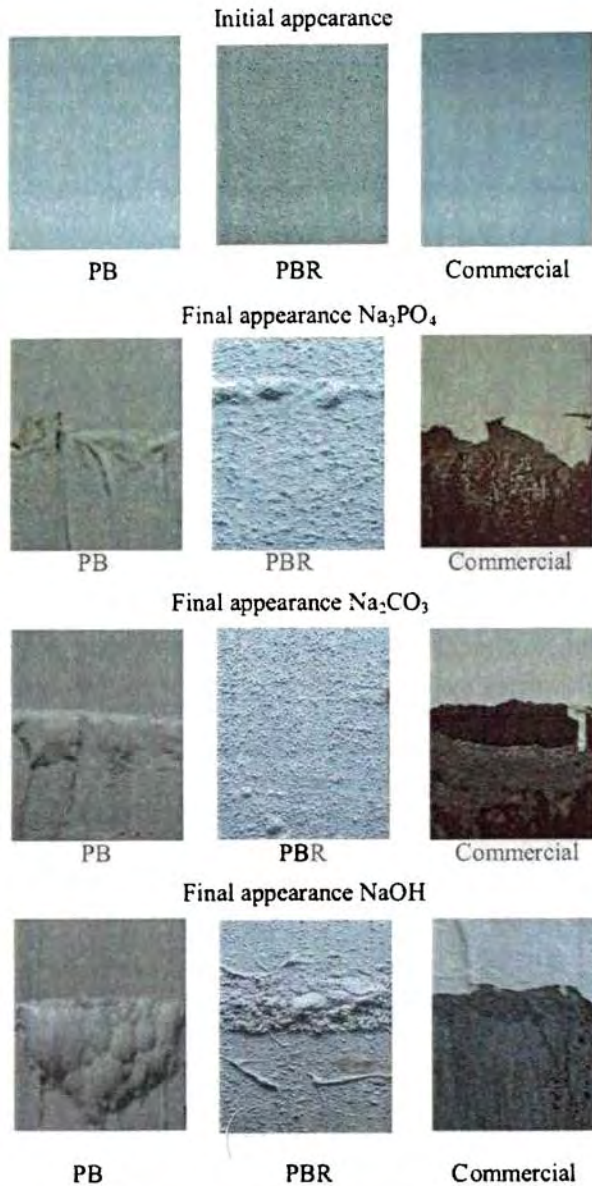 Initial appcarance
PB PBR Commercial
Final appearance Na₃PO₄
PB PBR Commercial
Final appearance Na₂CO₃
PB PBR Commercial
Final appearance NaOH
PB PBR Commercial